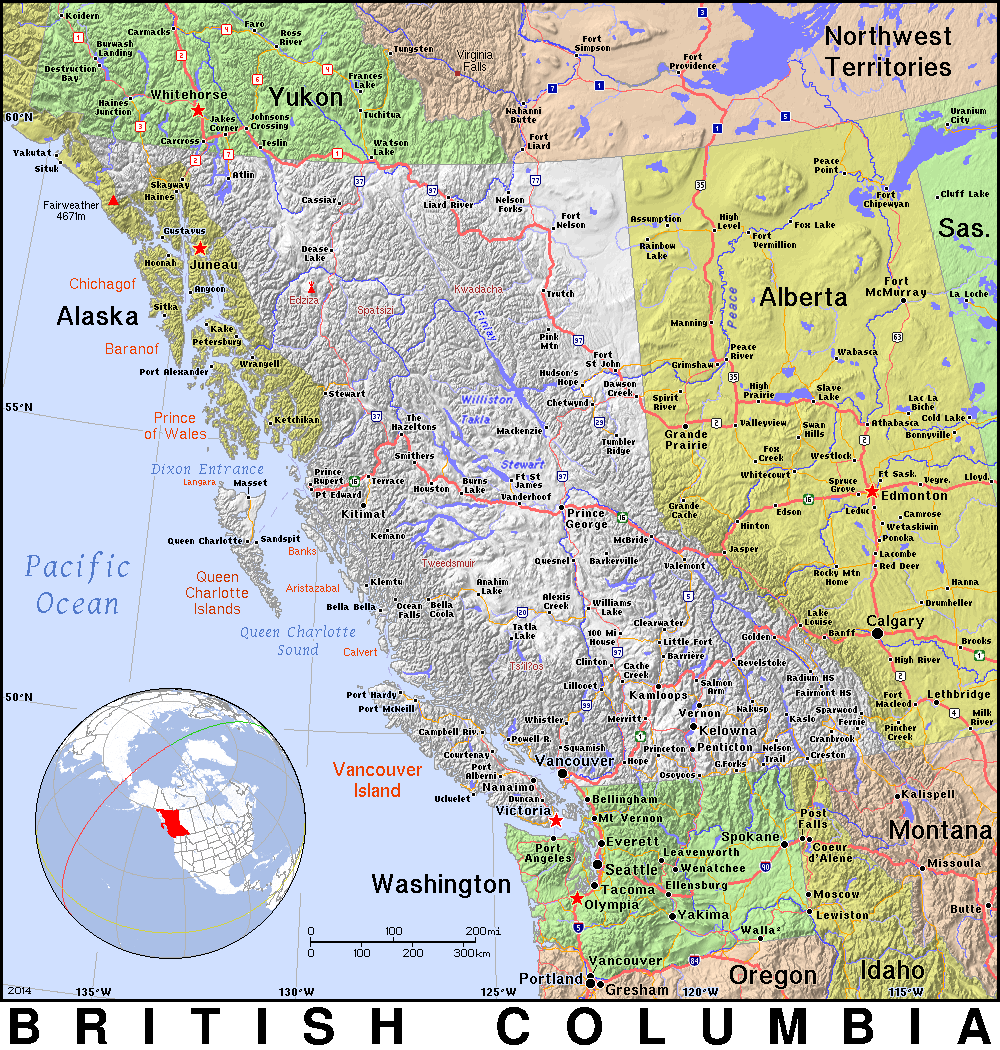 Koidern
Carmacks
Faro
Ross
River
Burwash
Landing
Destruction
Bay
Tungsten
Virginia
Falls
Fort
Simpson
Fort
Providence
Northwest
Territories
Frances
Lake
Whitehorse
Yukon
Haines
Junction
Jakes
Corner
Johnsons
Crossing
Tuchitua
Nahanni
Butte
Uranium
City
60°N
Carcross
Teslin
Watson
Lake
Fort
Liard
Yakutat
Situk
Atlin
Peace
Point
Skagway
Haines
Cassiar
Liard River
Nelson
Forks
Fort
Chipewyan
Cluff Lake
Fairweather
4671m
Fort
Nelson
Assumption
High
Level
Fox Lake
Sas.
Gustavus
Fort
Vermillion
Rainbow
Lake
Dease
Lake
Hoonah
Juneau
Chichagof
Angoon
Edziza
Kwadacha
Trutch
Peace
Alberta
Fort
McMurray
La Loche
Sitka
Spatsizi
Alaska
Kake
Petersburg
Finlay
Manning
Baranof
Pink
Mtn
Wrangell
Port Alexander
Fort
St John
Peace
River
Wabasca
Grimshaw
Hudson's
Hope
Dawson
Creek
Stewart
Williston
Chetwynd
Spirit
River
High
Prairie
Slave
Lake
55°N
Lac La
Biche
Cold Lake
Prince
of Wales
Ketchikan
The
Hazeltons
Takla
Mackenzie
Grande
Prairie
Valleyview
Swan
Hills
Athabasca
Bonnyville
Tumbler
Ridge
Smithers
Stewart
Fox
Creek
Westlock
Dixon Entrance
Langara
Masset
Prince
Rupert
Pt Edward
Terrace
Houston
Burns
Lake
Ft St
James
Vanderhoof
Whitecourt
Spruce
Grove
Ft Sask.
Vegre.
Lloyd.
Edmonton
Kitimat
Prince
George
Grande
Cache
Edson
Leduc
Camrose
Kemano
Hinton
Wetaskiwin
Queen Charlotte
Sandspit
McBride
Ponoka
Banks
Jasper
Lacombe
Pacific
Ocean
Quesnel
Barkerville
Valemont
Red Deer
Tweedsmuir
Rocky Mtn
Home
Queen
Charlotte
Islands
Aristazabal
Klemtu
Anahim
Lake
Hanna
Bella Bella
Ocean
Falls
Bella
Coola
Alexis
Creek
Williams
Lake
Drumheller
Queen Charlotte
Sound
Tatla
Lake
Clearwater
Lake
Louise
Calgary
100 Mi
House
Little Fort
Golden
Banff
Calvert
Barrière
Brooks
Ts'il?os
Clinton
Cache
Creek
Revelstoke
High River
Radium HS
50°N
Port Hardy
Lillooet
Kamloops
Salmon
Arm
Fairmont HS
Fort
Macleod
Lethbridge
Port McNeill
Vernon
Nakusp
Sparwood
Fernie
Whistler
Merritt
Kaslo
Milk
River
Campbell Riv.
Powell R.
Kelowna
Cranbrook
Pincher
Creek
Courtenay
Squamish
Princeton
Penticton
Nelson
Creston
Vancouver
Island
Port
Alberni
Vancouver
Hope
G.Forks
Trail
Osoyoos
Nanaimo
Ucluelet
Duncan
Bellingham
Kalispell
Victoria
Mt Vernon
Post
Falls
Spokane
Montana
Port
Angeles
Everett
Leavenworth
Coeur
d'Alene
Seattle
Wenatchee
Missoula
Washington
Tacoma
Ellensburg
Moscow
Olympia
Yakima
Lewiston
Butte
0 100 200mi
0 100 200 300km
Walla²
Vancouver
Portland
Gresham
Oregon
Idaho
2014
135°W
130°W
125°W
120°W
115°W
BRITISH COLUMBIA